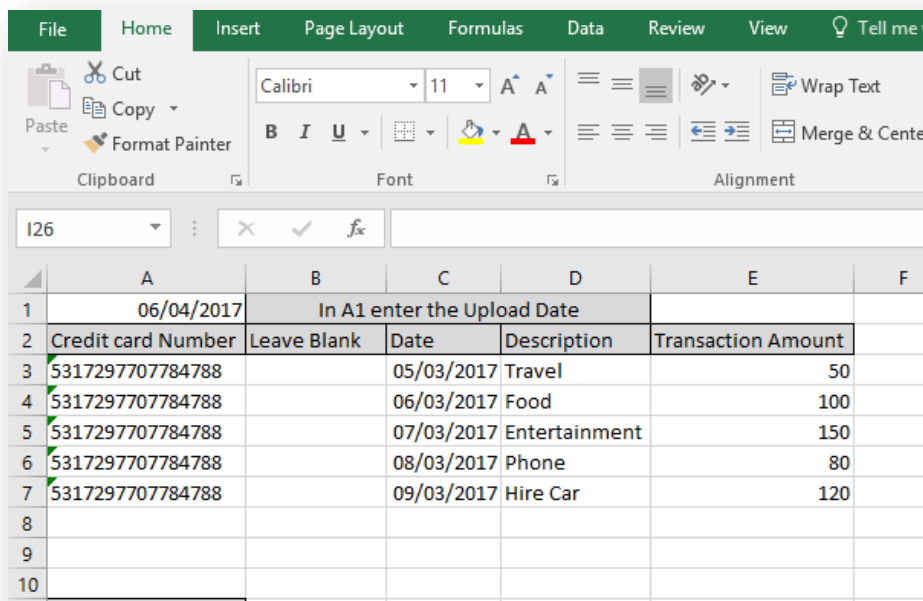 File Home Insert Page Layout Formulas Data Review View Tell me
Cut
Calibri 11 A A Wrap Text
Copy
Paste
B I U A Merge & Cente
Format Painter
Clipboard Font Alignment
I26 fx
A B C D E F
1 06/04/2017 In A1 enter the Upload Date
2 Credit card Number Leave Blank Date Description Transaction Amount
3 5317297707784788 05/03/2017 Travel 50
4 5317297707784788 06/03/2017 Food 100
5 5317297707784788 07/03/2017 Entertainment 150
6 5317297707784788 08/03/2017 Phone 80
7 5317297707784788 09/03/2017 Hire Car 120
8
9
10